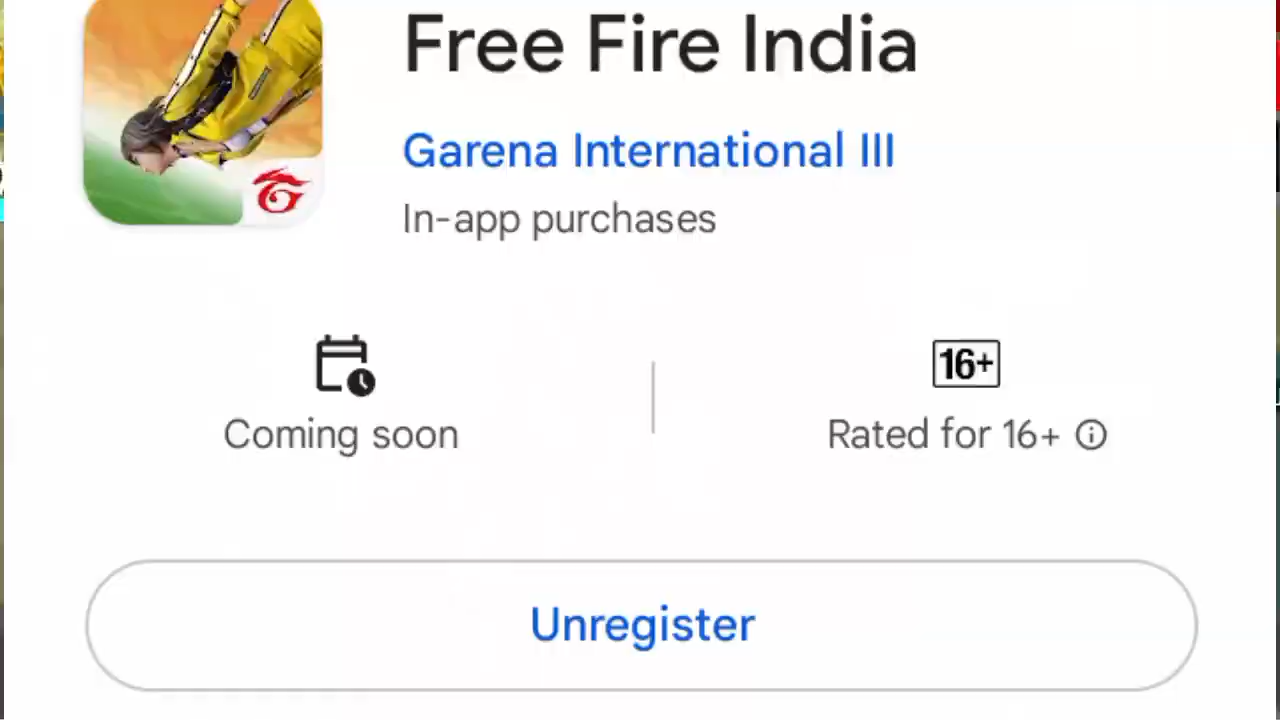 Free Fire India
Garena International III
In-app purchases
16+
Coming soon
Rated for 16+
Unregister